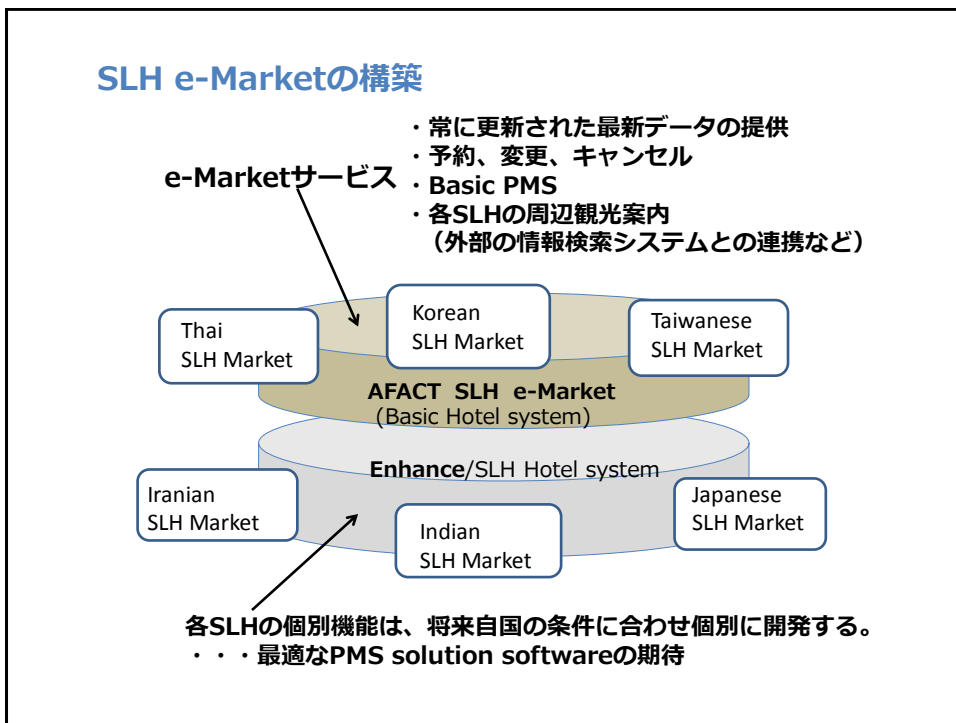 SLH e-Marketの構築
・常に更新された最新データの提供
・予約、変更、キャンセル
e-Marketサービス
・Basic PMS
・各SLHの周辺観光案内
（外部の情報検索システムとの連携など）
Thai
SLH Market
Korean
SLH Market
Taiwanese
SLH Market
AFACT SLH e-Market
(Basic Hotel system)
Enhance/SLH Hotel system
Iranian
SLH Market
Indian
SLH Market
Japanese
SLH Market
各SLHの個別機能は、将来自国の条件に合わせ個別に開発する。
・・・最適なPMS solution softwareの期待